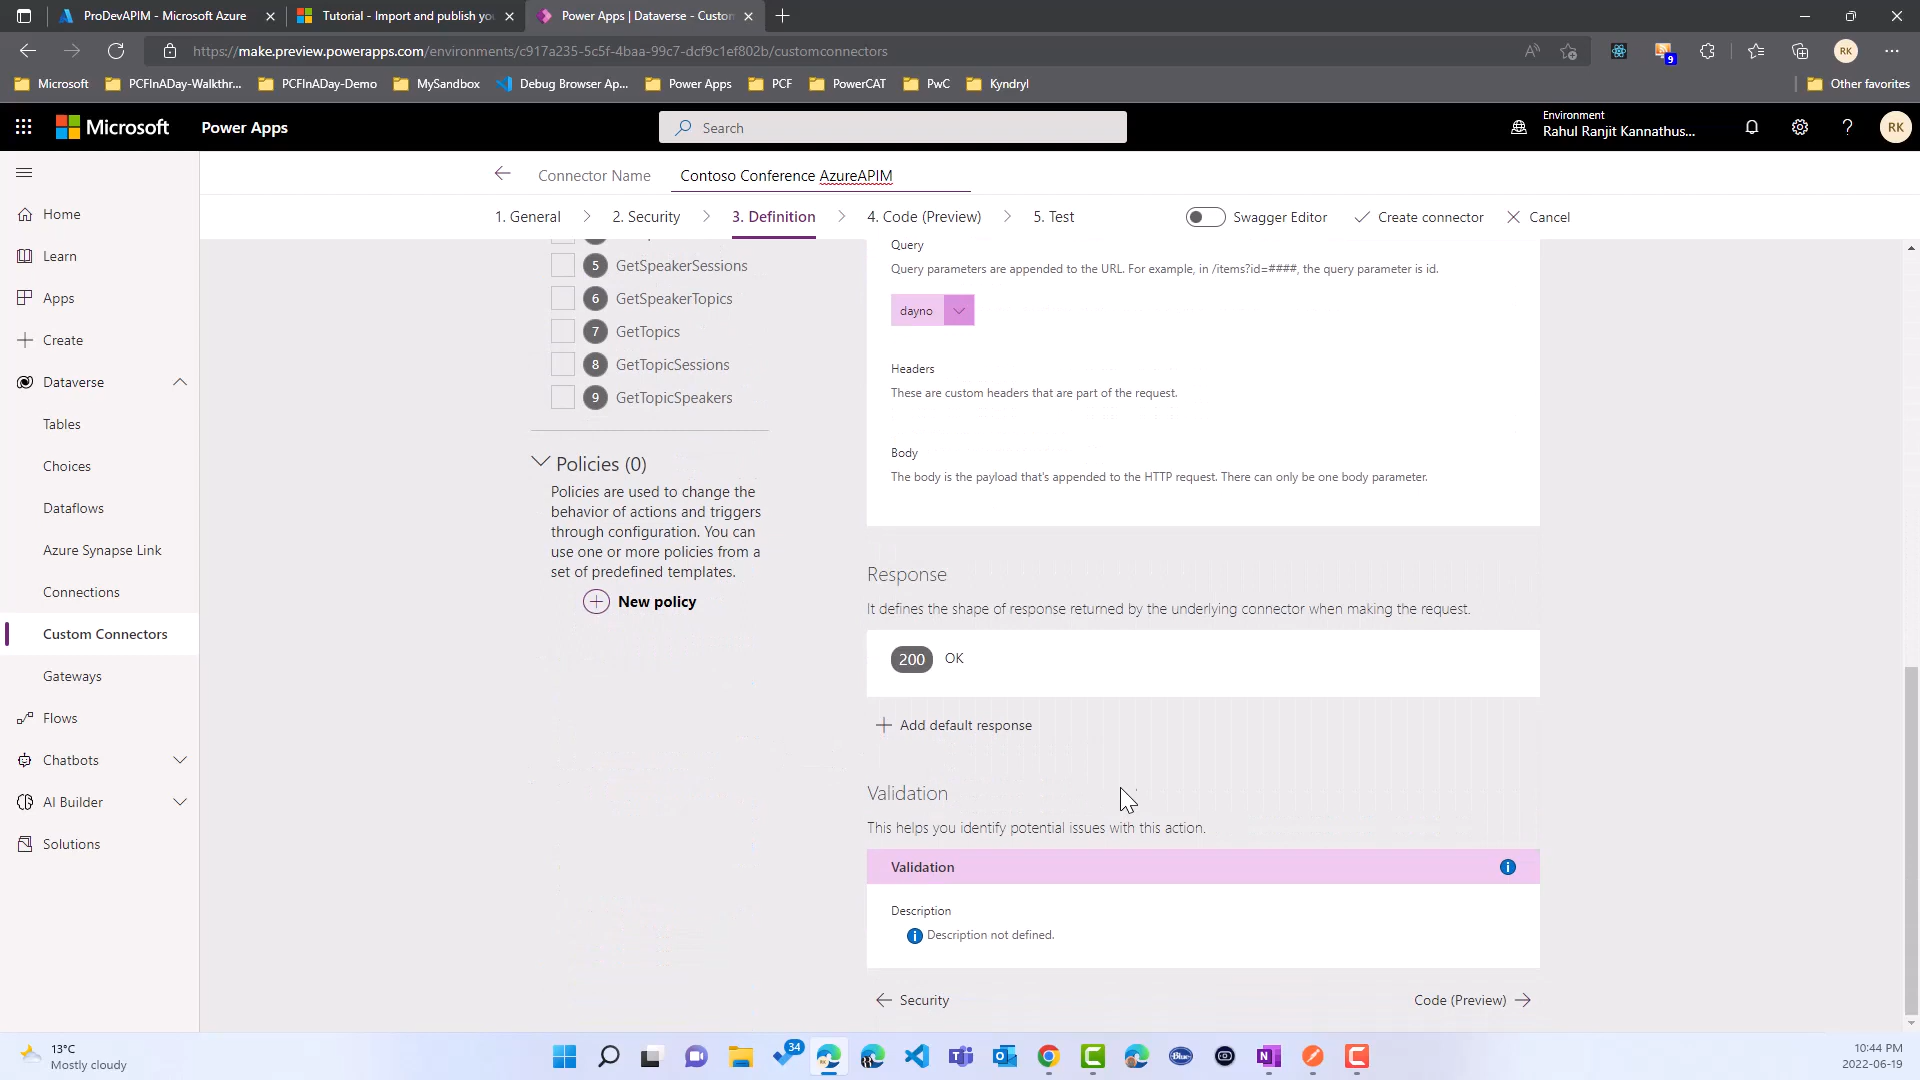 ProDevAPIM - Microsoft Azure
Tutorial - Import and publish yo
Power Apps | Dataverse - Custom
https://make.preview.powerapps.com/environments/c917a235-5c5f-4baa-99c7-dcf9c1ef802b/customconnectors
9
RK
Microsoft
PCFInADay-Walkthr...
PCFInADay-Demo
MySandbox
Debug Browser Ap...
Power Apps
PCF
PowerCAT
PwC
Kyndryl
Other favorites
Microsoft
Power Apps
Search
Environment
Rahul Ranjit Kannathus...
?
RK
Connector Name
Contoso Conference AzureAPIM
1. General
2. Security
3. Definition
4. Code (Preview)
5. Test
Swagger Editor
Create connector
Cancel
Home
Learn
Apps
Create
Dataverse
Tables
Choices
Dataflows
Azure Synapse Link
Connections
Custom Connectors
Gateways
Flows
Chatbots
AI Builder
Solutions
5 GetSpeakerSessions
6 GetSpeakerTopics
7 GetTopics
8 GetTopicSessions
9 GetTopicSpeakers
Policies (0)
Policies are used to change the
behavior of actions and triggers
through configuration. You can
use one or more policies from a
set of predefined templates.
New policy
Query
Query parameters are appended to the URL. For example, in /items?id=####, the query parameter is id.
dayno
Headers
These are custom headers that are part of the request.
Body
The body is the payload that's appended to the HTTP request. There can only be one body parameter.
Response
It defines the shape of response returned by the underlying connector when making the request.
200 OK
Add default response
Validation
This helps you identify potential issues with this action.
Validation
Description
Description not defined.
Security
Code (Preview)
13°C
Mostly cloudy
34
Blue
10:44 PM
2022-06-19